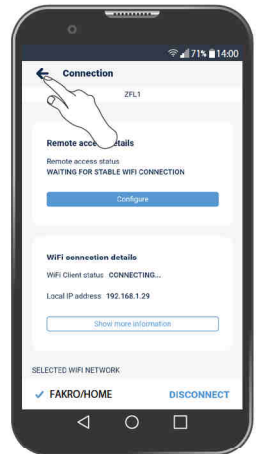 71% 14:00
Connection
ZFL1
Remote access details
Remote access status
WAITING FOR STABLE WIFI CONNECTION
Configure
WiFi connection details
WiFi Client status CONNECTING...
Local IP address 192.168.1.29
Show more information
SELECTED WIFI NETWORK
FAKRO/HOME DISCONNECT